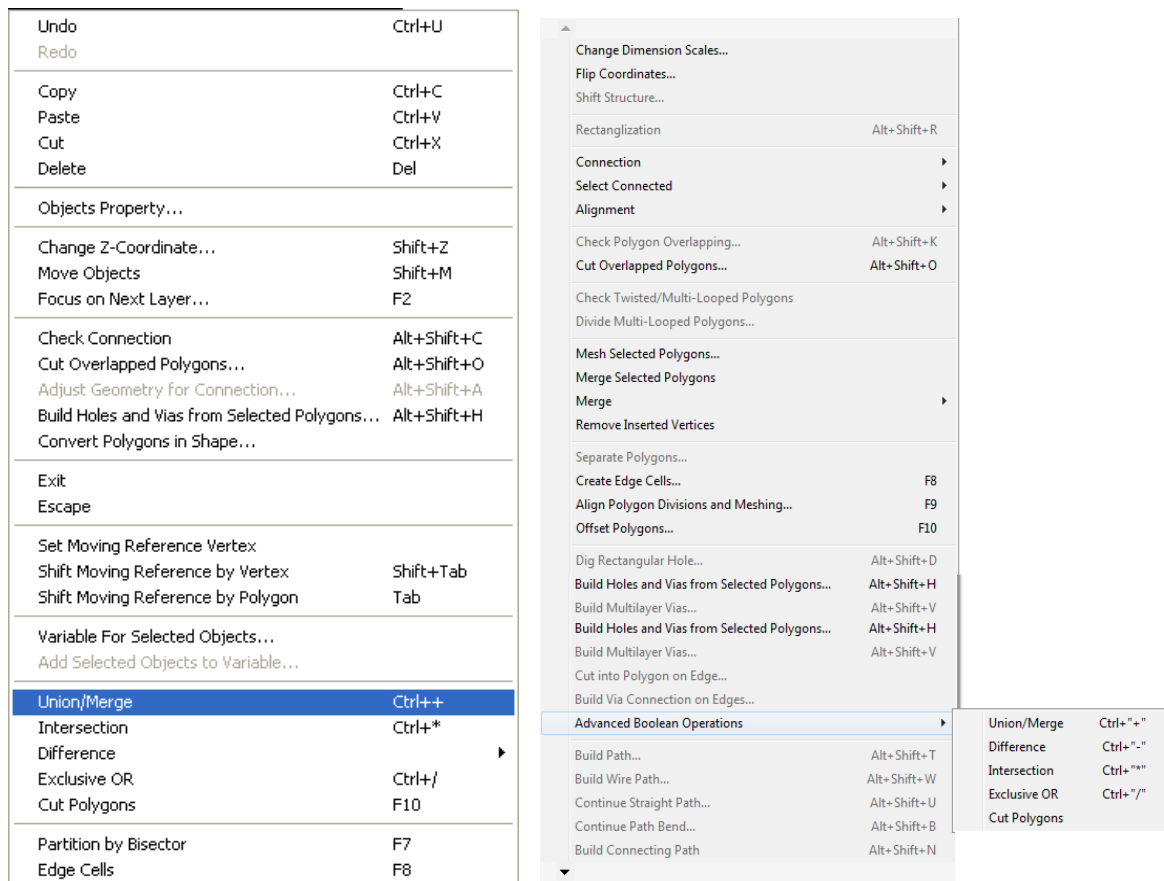 Undo Ctrl+U
Redo
Copy Ctrl+C
Paste Ctrl+V
Cut Ctrl+X
Delete Del
Objects Property...
Change Z-Coordinate... Shift+Z
Move Objects Shift+M
Focus on Next Layer... F2
Check Connection Alt+Shift+C
Cut Overlapped Polygons... Alt+Shift+O
Adjust Geometry for Connection... Alt+Shift+A
Build Holes and Vias from Selected Polygons... Alt+Shift+H
Convert Polygons in Shape...
Exit
Escape
Set Moving Reference Vertex
Shift Moving Reference by Vertex Shift+Tab
Shift Moving Reference by Polygon Tab
Variable For Selected Objects...
Add Selected Objects to Variable...
Union/Merge Ctrl++
Intersection Ctrl+*
Difference
Exclusive OR Ctrl+/
Cut Polygons F10
Partition by Bisector F7
Edge Cells F8
Change Dimension Scales...
Flip Coordinates...
Shift Structure...
Rectanglization Alt+Shift+R
Connection
Select Connected
Alignment
Check Polygon Overlapping... Alt+Shift+K
Cut Overlapped Polygons... Alt+Shift+O
Check Twisted/Multi-Looped Polygons
Divide Multi-Looped Polygons...
Mesh Selected Polygons...
Merge Selected Polygons
Merge
Remove Inserted Vertices
Separate Polygons...
Create Edge Cells... F8
Align Polygon Divisions and Meshing... F9
Offset Polygons... F10
Dig Rectangular Hole... Alt+Shift+D
Build Holes and Vias from Selected Polygons... Alt+Shift+H
Build Multilayer Vias... Alt+Shift+V
Build Holes and Vias from Selected Polygons... Alt+Shift+H
Build Multilayer Vias... Alt+Shift+V
Cut into Polygon on Edge...
Build Via Connection on Edges...
Advanced Boolean Operations
Build Path... Alt+Shift+T
Build Wire Path... Alt+Shift+W
Continue Straight Path... Alt+Shift+U
Continue Path Bend... Alt+Shift+B
Build Connecting Path Alt+Shift+N
Union/Merge Ctrl+"+"
Difference Ctrl+"-"
Intersection Ctrl+"*"
Exclusive OR Ctrl+"/"
Cut Polygons